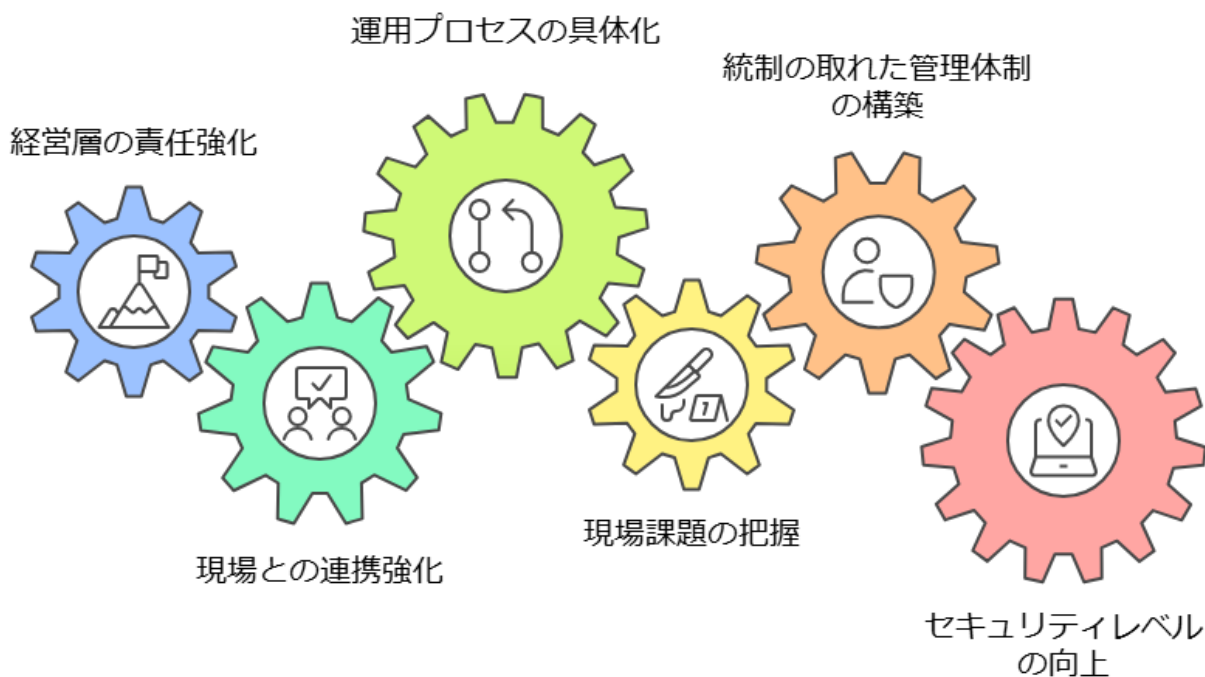 運用プロセスの具体化
統制の取れた管理体制
の構築
経営層の責任強化
1
現場課題の把握
現場との連携強化
セキュリティレベル
の向上